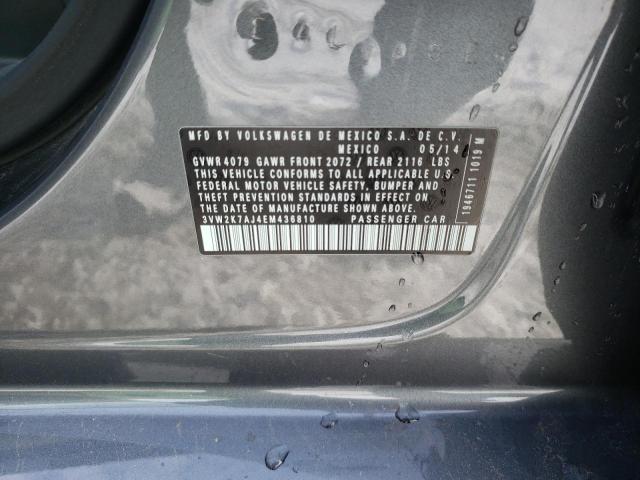 MFD BY VOLKSWAGEN DE MEXICO S.A. DE C.V.
MEXICO 05/14
GVWR 4079 GAWR FRONT 2072 / REAR 2116 LBS
THIS VEHICLE CONFORMS TO ALL APPLICABLE U.S.
FEDERAL MOTOR VEHICLE SAFETY, BUMPER AND
THEFT PREVENTION STANDARDS IN EFFECT ON
THE DATE OF MANUFACTURE SHOWN ABOVE.
3VW2K7AJ4EM436810 PASSENGER CAR
1946711 1019 M